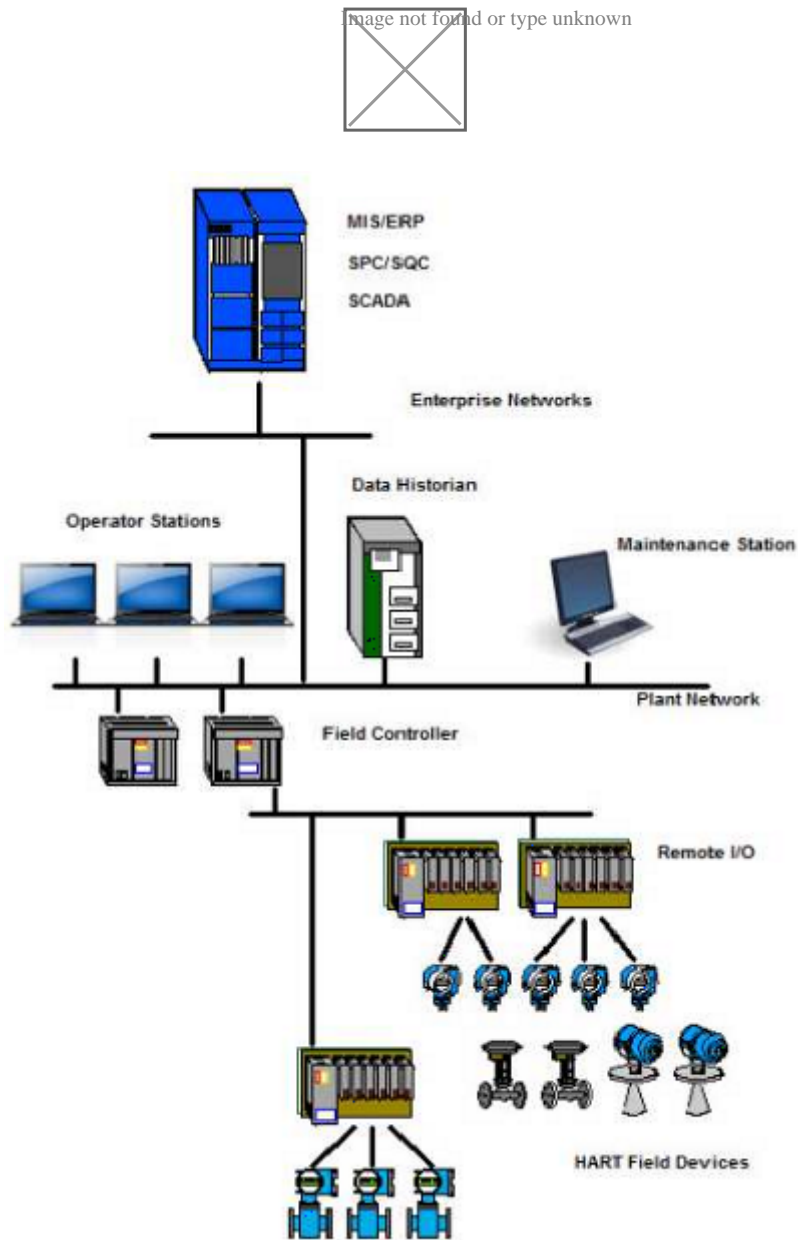 Image not found or type unknown
MIS/ERP
SPC/SQC
SCADA
Enterprise Networks
Data Historian
Operator Stations
Maintenance Station
Plant Network
Field Controller
Remote I/O
HART Field Devices